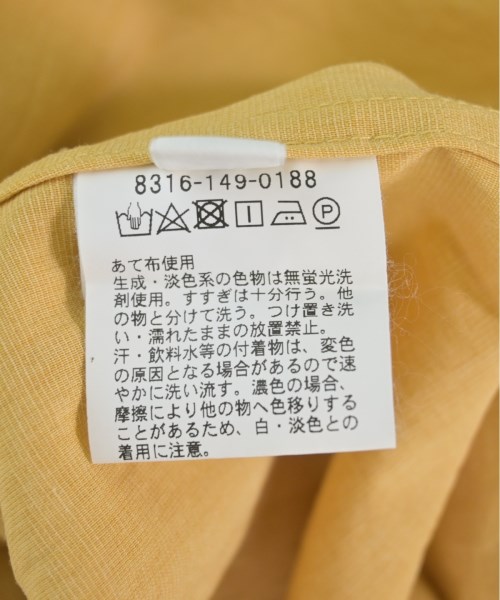 8316-149-0188
あて布使用
生成・淡色系の色物は無蛍光洗
剤使用。すすぎは十分行う。他
の物と分けて洗う。つけ置き洗
い・濡れたままの放置禁止。
汗・飲料水等の付着物は、変色
の原因となる場合があるので速
やかに洗い流す。濃色の場合、
摩擦により他の物へ色移りする
ことがあるため、白・淡色との
着用に注意。